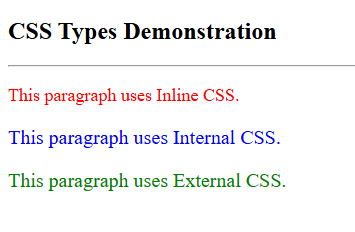 CSS Types Demonstration
This paragraph uses Inline CSS.
This paragraph uses Internal CSS.
This paragraph uses External CSS.